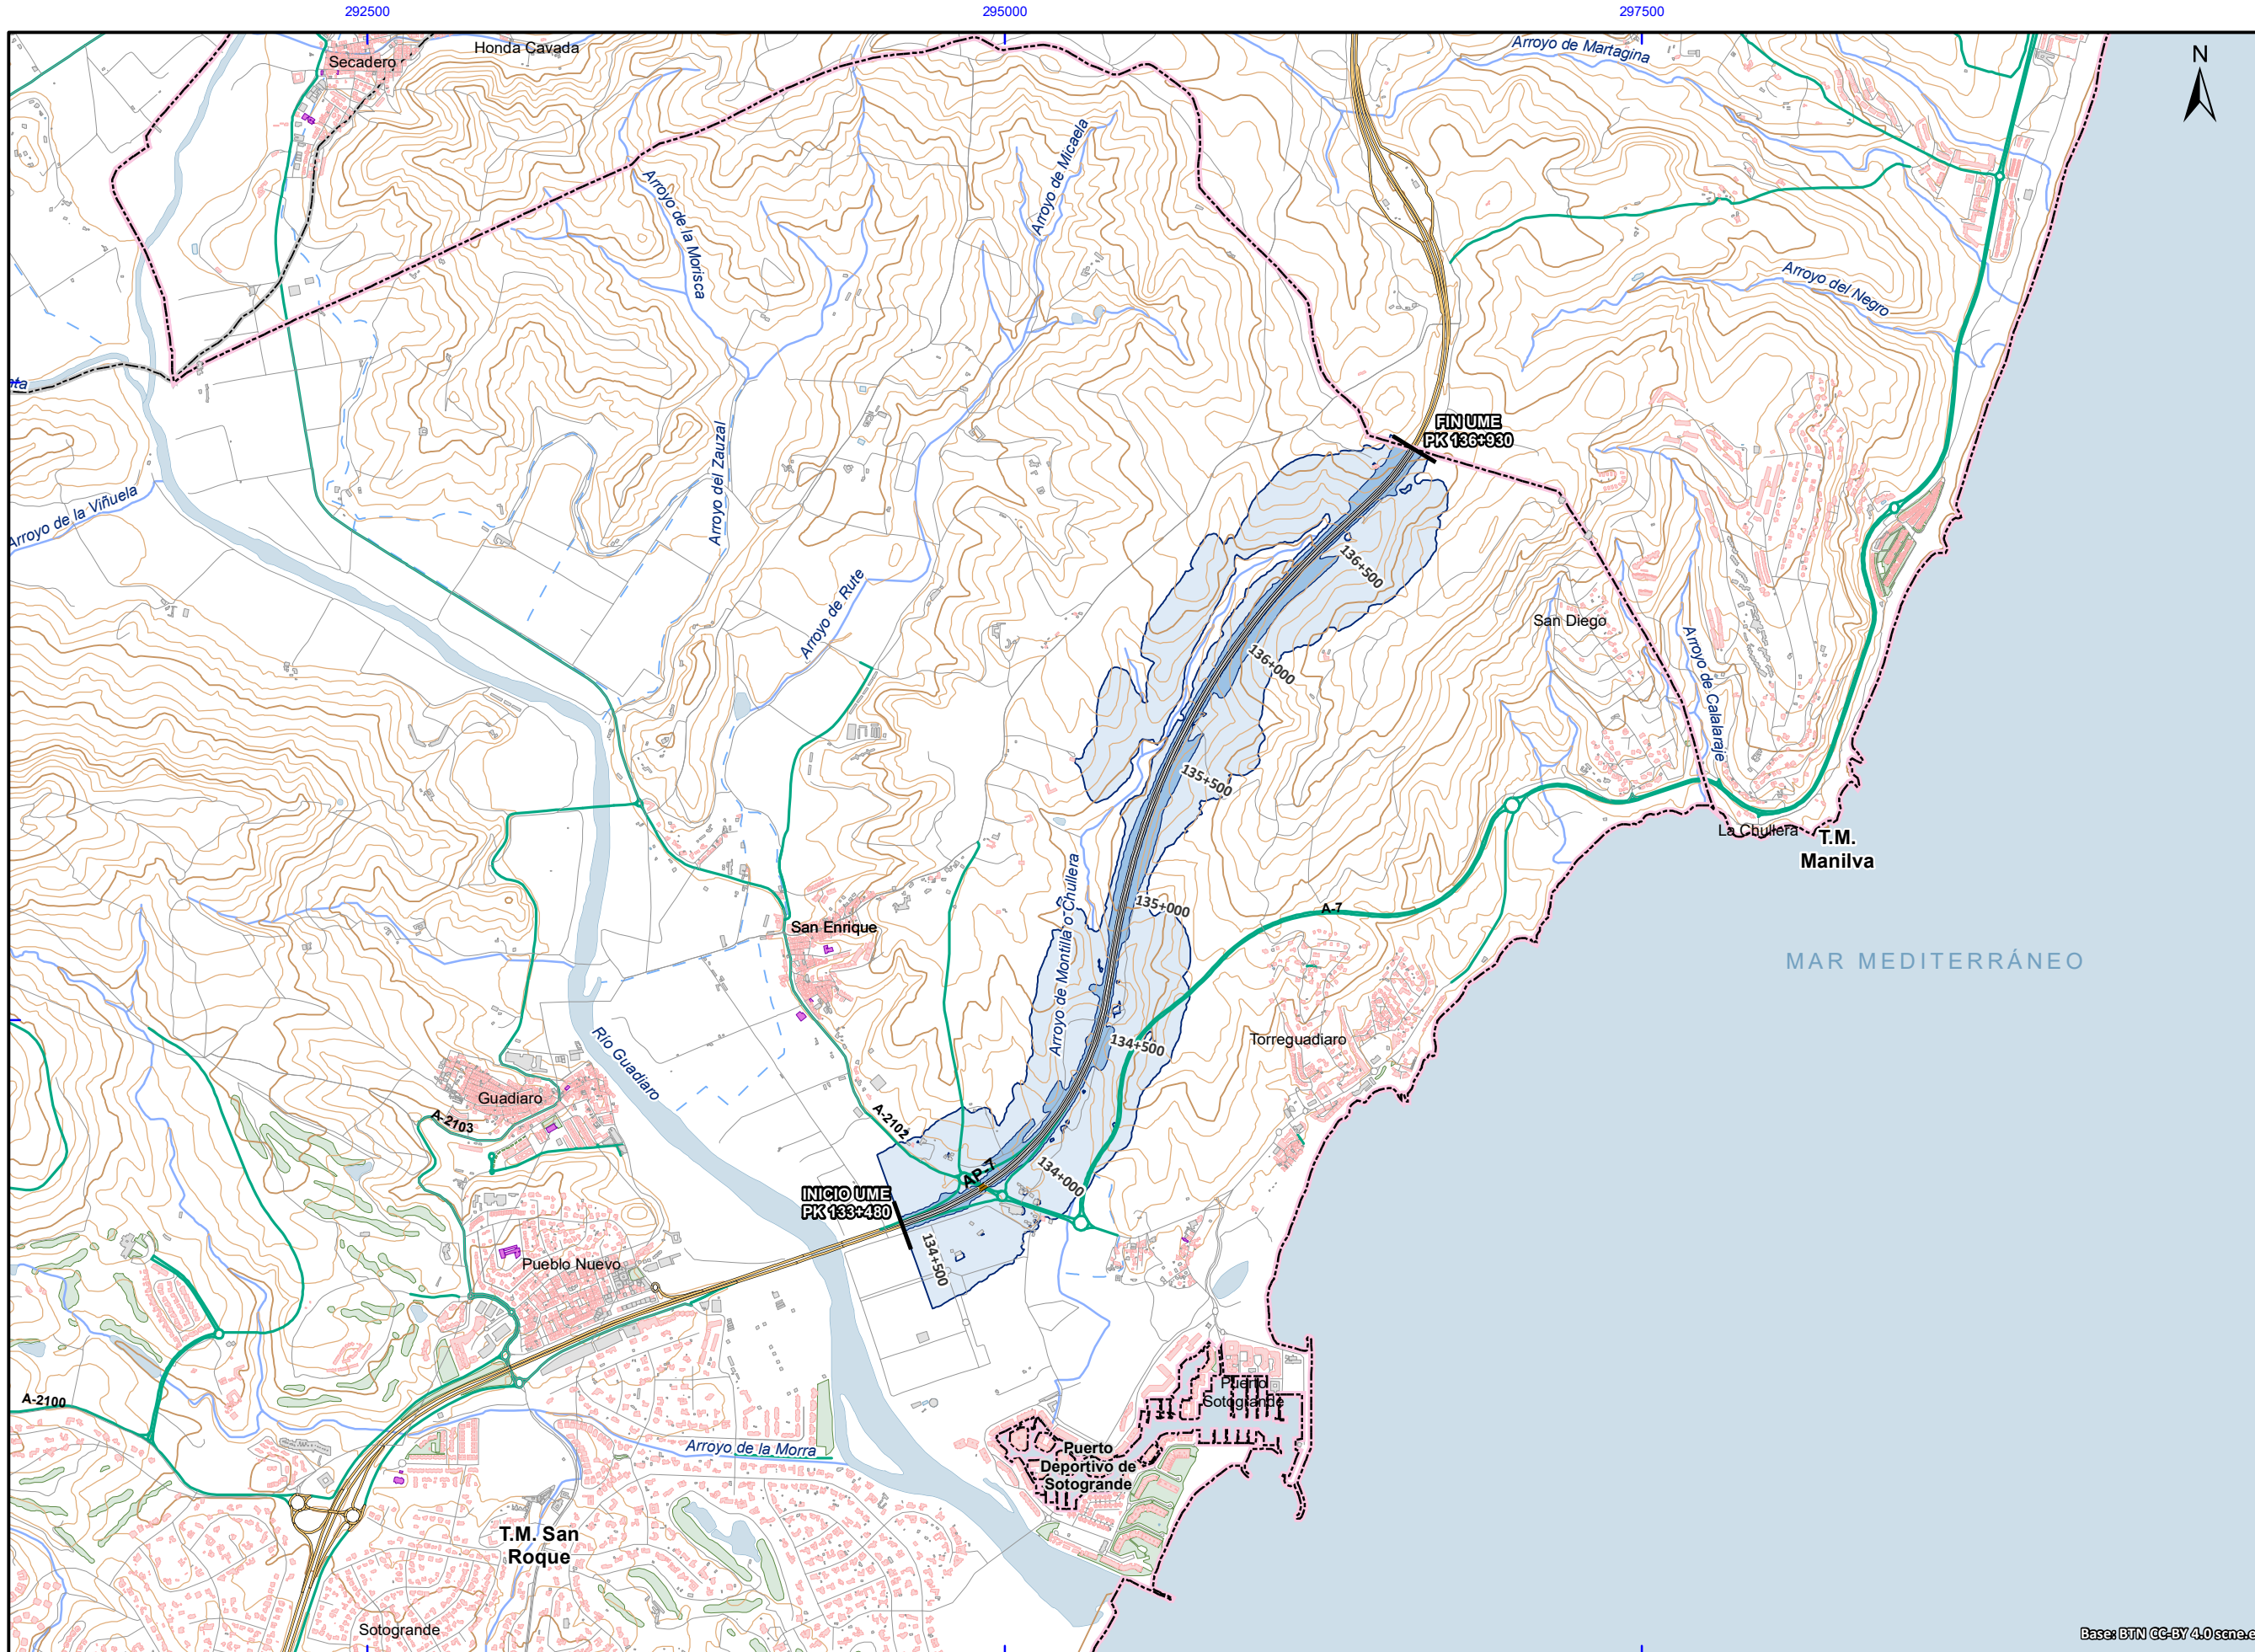 292500
295000
297500
Honda Cavada
Secadero
Arroyo de Martagina
N
Arroyo de Micaela
Arroyo de la Morisca
Arroyo del Negro
FIN UME
PK 136+930
Arroyo del Zauzal
Arroyo de la Viñuela
136+500
Arroyo de Rute
San Diego
136+000
Arroyo de Calalaraje
135+500
La Chullera
T.M.
Manilva
Arroyo de Montilla o Chullera
135+000
A-7
San Enrique
MAR MEDITERRÁNEO
Río Guadiaro
134+500
Torreguadiaro
Guadiaro
A-2103
A-2102
AP-7
134+000
INICIO UME
PK 133+480
134+500
Pueblo Nuevo
Puerto
Sotogrande
A-2100
Arroyo de la Morra
Puerto
Deportivo de
Sotogrande
T.M. San
Roque
Sotogrande
Base: BTN CC-BY 4.0 scne.e